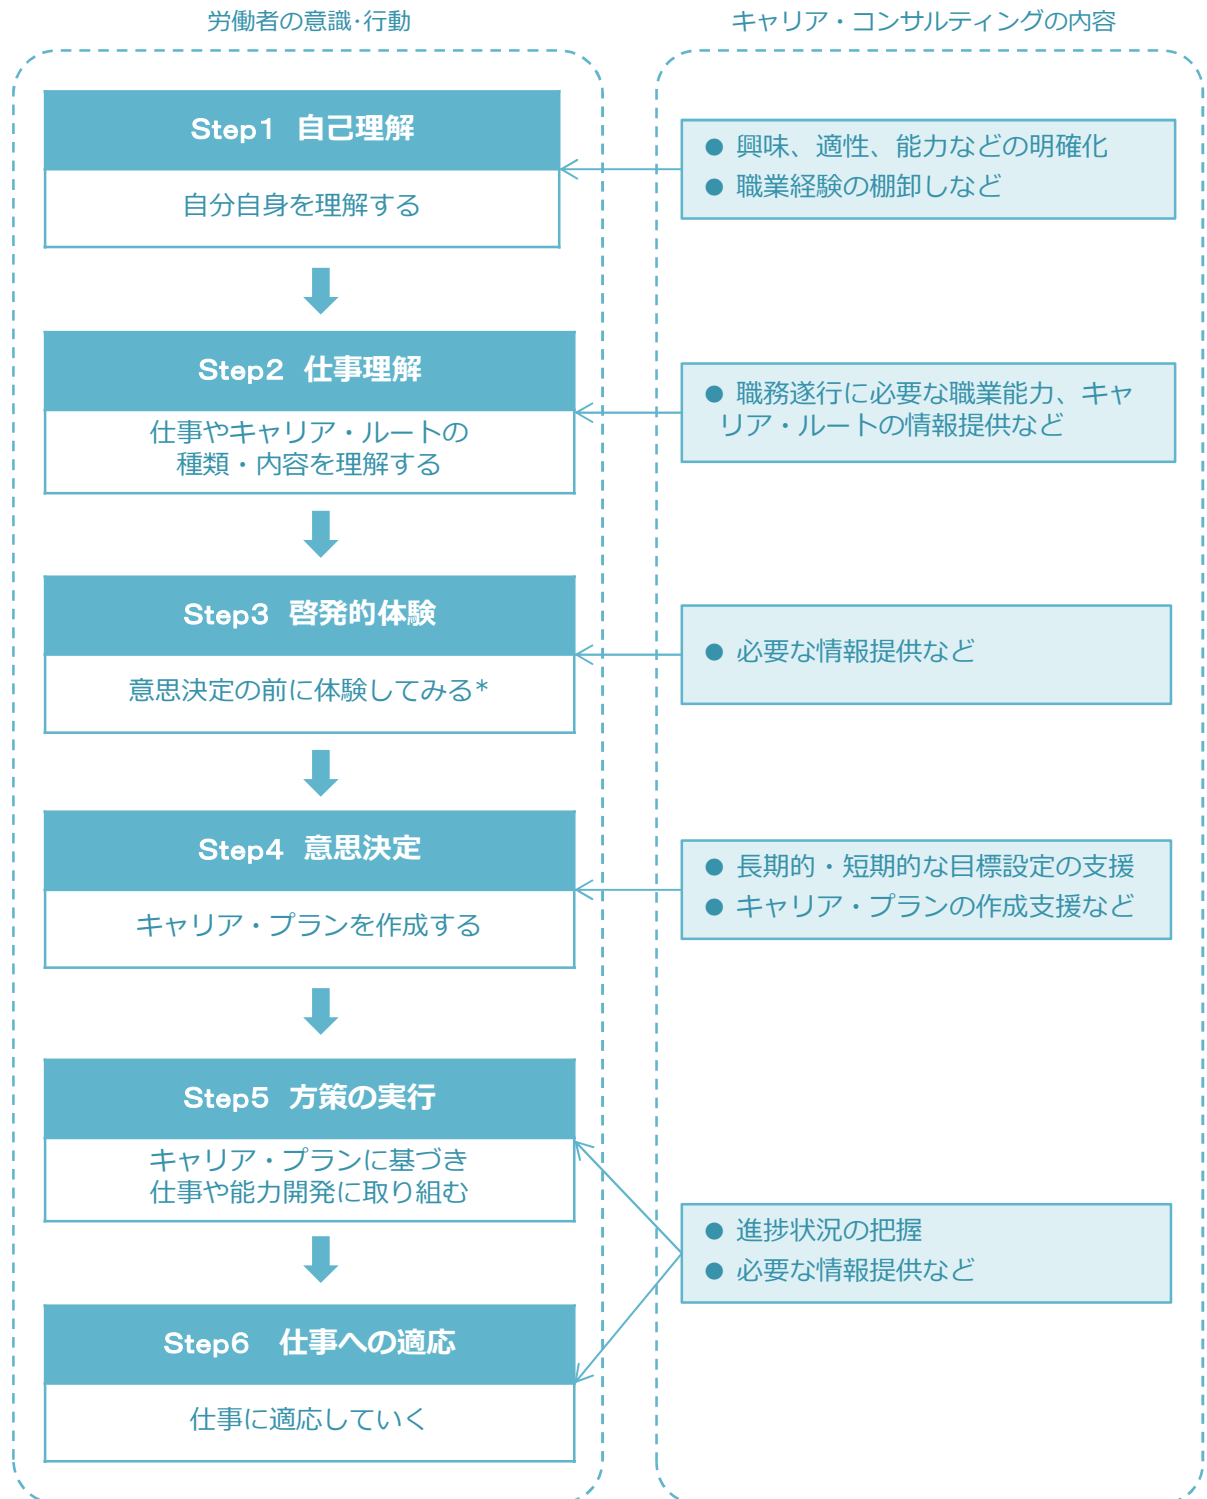 労働者の意識･行動
キャリア・コンサルティングの内容
Step1 自己理解
自分自身を理解する
● 興味、適性、能力などの明確化
● 職業経験の棚卸しなど
Step2 仕事理解
仕事やキャリア・ルートの
種類・内容を理解する
● 職務遂行に必要な職業能力、キャ
リア・ルートの情報提供など
Step3 啓発的体験
意思決定の前に体験してみる*
● 必要な情報提供など
Step4 意思決定
キャリア・プランを作成する
● 長期的・短期的な目標設定の支援
● キャリア・プランの作成支援など
Step5 方策の実行
キャリア・プランに基づき
仕事や能力開発に取り組む
● 進捗状況の把握
● 必要な情報提供など
Step6 仕事への適応
仕事に適応していく